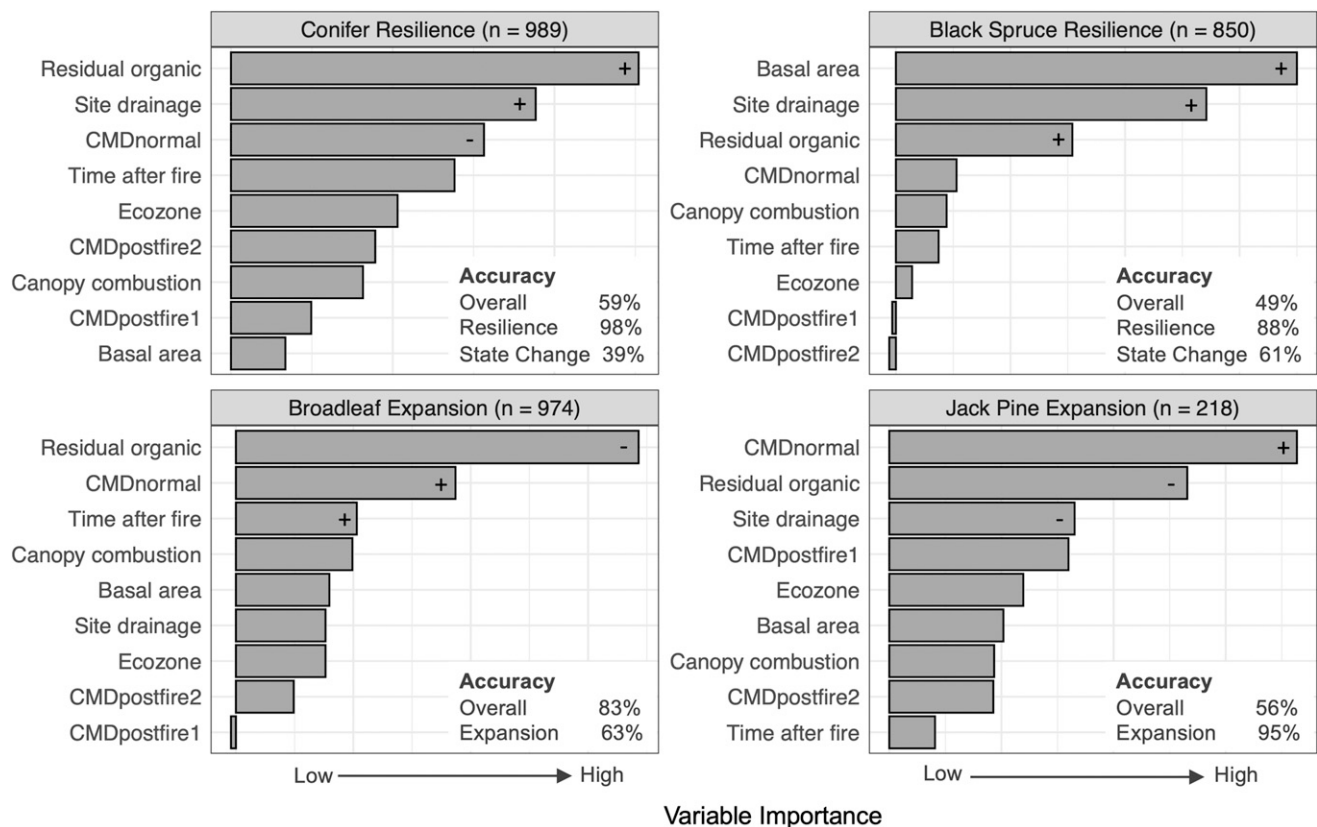 Conifer Resilience (n = 989)
Residual organic +
Site drainage +
CMDnormal -
Time after fire
Ecozone
CMDpostfire2
Canopy combustion
CMDpostfire1
Basal area
Accuracy
Overall 59%
Resilience 98%
State Change 39%
Black Spruce Resilience (n = 850)
Basal area +
Site drainage +
Residual organic +
CMDnormal
Canopy combustion
Time after fire
Ecozone
CMDpostfire1
CMDpostfire2
Accuracy
Overall 49%
Resilience 88%
State Change 61%
Broadleaf Expansion (n = 974)
Residual organic -
CMDnormal +
Time after fire +
Canopy combustion
Basal area
Site drainage
Ecozone
CMDpostfire2
CMDpostfire1
Accuracy
Overall 83%
Expansion 63%
Low High
Jack Pine Expansion (n = 218)
CMDnormal +
Residual organic -
Site drainage -
CMDpostfire1
Ecozone
Basal area
Canopy combustion
CMDpostfire2
Time after fire
Accuracy
Overall 56%
Expansion 95%
Low High
Variable Importance